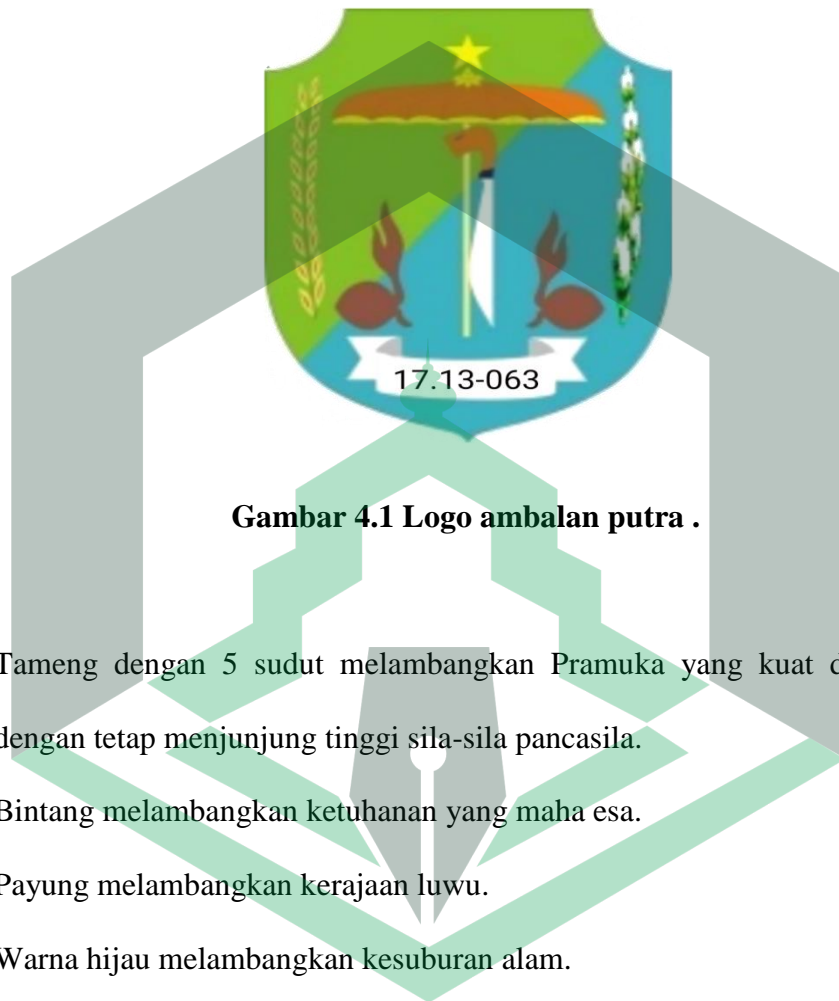 17.13-063
Gambar 4.1 Logo ambalan putra .
Tameng dengan 5 sudut melambangkan Pramuka yang kuat
dengan tetap menjunjung tinggi sila-sila pancasila.
Bintang melambangkan ketuhanan yang maha esa.
Payung melambangkan kerajaan luwu.
Warna hijau melambangkan kesuburan alam.